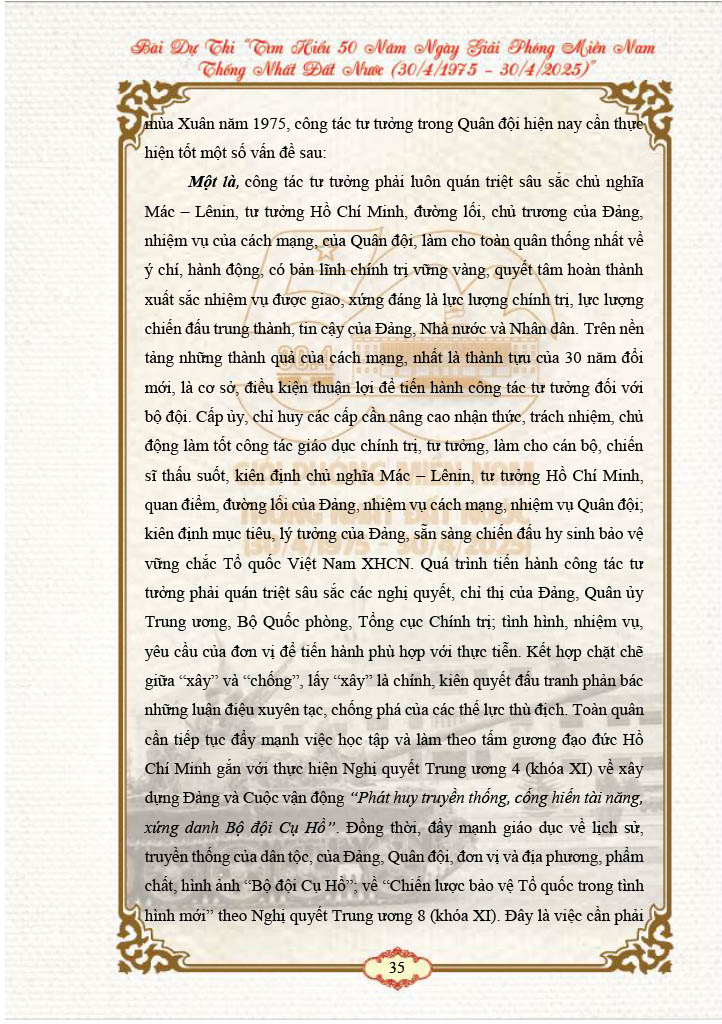 Bài Dự Thi "Tìm Hiểu 50 Năm Ngày Giải Phóng Miền Nam
Thống Nhất Đất Nước (30/4/1975 - 30/4/2025)"
mùa Xuân năm 1975, công tác tư tưởng trong Quân đội hiện nay cần thực
hiện tốt một số vấn đề sau:
Một là, công tác tư tưởng phải luôn quán triệt sâu sắc chủ nghĩa
Mác – Lênin, tư tưởng Hồ Chí Minh, đường lối, chủ trương của Đảng,
nhiệm vụ của cách mạng, của Quân đội, làm cho toàn quân thống nhất về
ý chí, hành động, có bản lĩnh chính trị vững vàng, quyết tâm hoàn thành
xuất sắc nhiệm vụ được giao, xứng đáng là lực lượng chính trị, lực lượng
chiến đấu trung thành, tin cậy của Đảng, Nhà nước và Nhân dân. Trên nền
tảng những thành quả của cách mạng, nhất là thành tựu của 30 năm đổi
mới, là cơ sở, điều kiện thuận lợi để tiến hành công tác tư tưởng đối với
bộ đội. Cấp ủy, chỉ huy các cấp cần nâng cao nhận thức, trách nhiệm, chủ
động làm tốt công tác giáo dục chính trị, tư tưởng, làm cho cán bộ, chiến
sĩ thấu suốt, kiên định chủ nghĩa Mác – Lênin, tư tưởng Hồ Chí Minh,
quan điểm, đường lối của Đảng, nhiệm vụ cách mạng, nhiệm vụ Quân đội;
kiên định mục tiêu, lý tưởng của Đảng, sẵn sàng chiến đấu hy sinh bảo vệ
vững chắc Tổ quốc Việt Nam XHCN. Quá trình tiến hành công tác tư
tưởng phải quán triệt sâu sắc các nghị quyết, chỉ thị của Đảng, Quân ủy
Trung ương, Bộ Quốc phòng, Tổng cục Chính trị; tình hình, nhiệm vụ,
yêu cầu của đơn vị để tiến hành phù hợp với thực tiễn. Kết hợp chặt chẽ
giữa “xây” và “chống”, lấy “xây” là chính, kiên quyết đấu tranh phản bác
những luận điệu xuyên tạc, chống phá của các thế lực thù địch. Toàn quân
cần tiếp tục đẩy mạnh việc học tập và làm theo tấm gương đạo đức Hồ
Chí Minh gắn với thực hiện Nghị quyết Trung ương 4 (khóa XI) về xây
dựng Đảng và Cuộc vận động “Phát huy truyền thống, cống hiến tài năng,
xứng danh Bộ đội Cụ Hồ”. Đồng thời, đẩy mạnh giáo dục về lịch sử,
truyền thống của dân tộc, của Đảng, Quân đội, đơn vị và địa phương, phẩm
chất, hình ảnh “Bộ đội Cụ Hồ”; về “Chiến lược bảo vệ Tổ quốc trong tình
hình mới” theo Nghị quyết Trung ương 8 (khóa XI). Đây là việc cần phải
30.4
GIẢI PHÓNG MIỀN NAM
THỐNG NHẤT ĐẤT NƯỚC
(30/4/1975 - 30/4/2025)
35